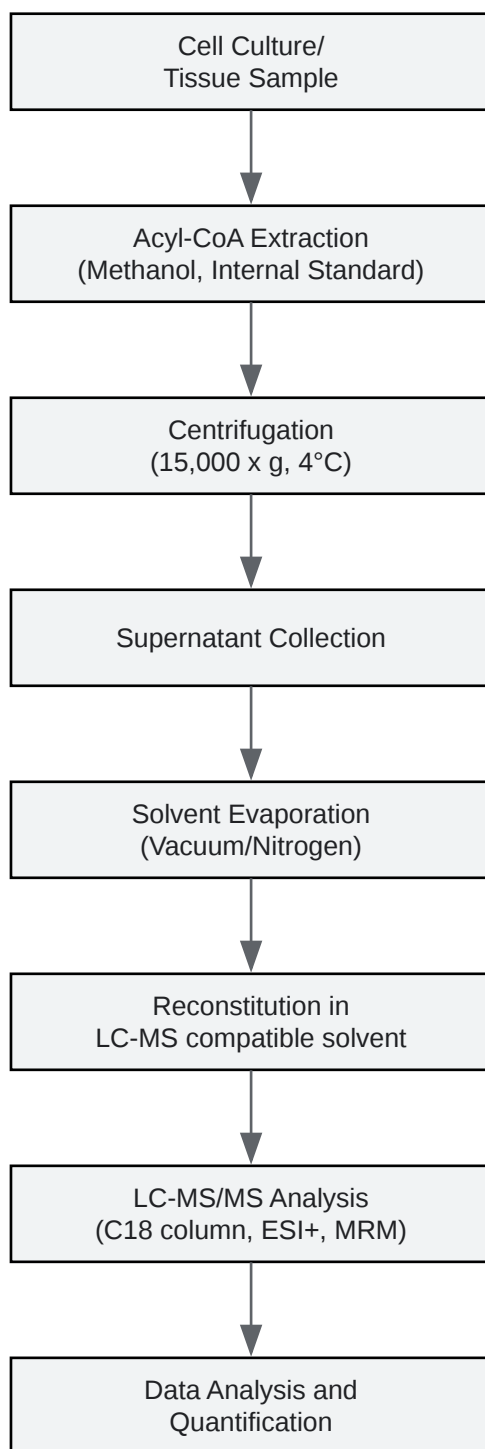 Cell Culture/
Tissue Sample
Acyl-CoA Extraction
(Methanol, Internal Standard)
Centrifugation
(15,000 x g, 4°C)
Supernatant Collection
Solvent Evaporation
(Vacuum/Nitrogen)
Reconstitution in
LC-MS compatible solvent
LC-MS/MS Analysis
(C18 column, ESI+, MRM)
Data Analysis and
Quantification